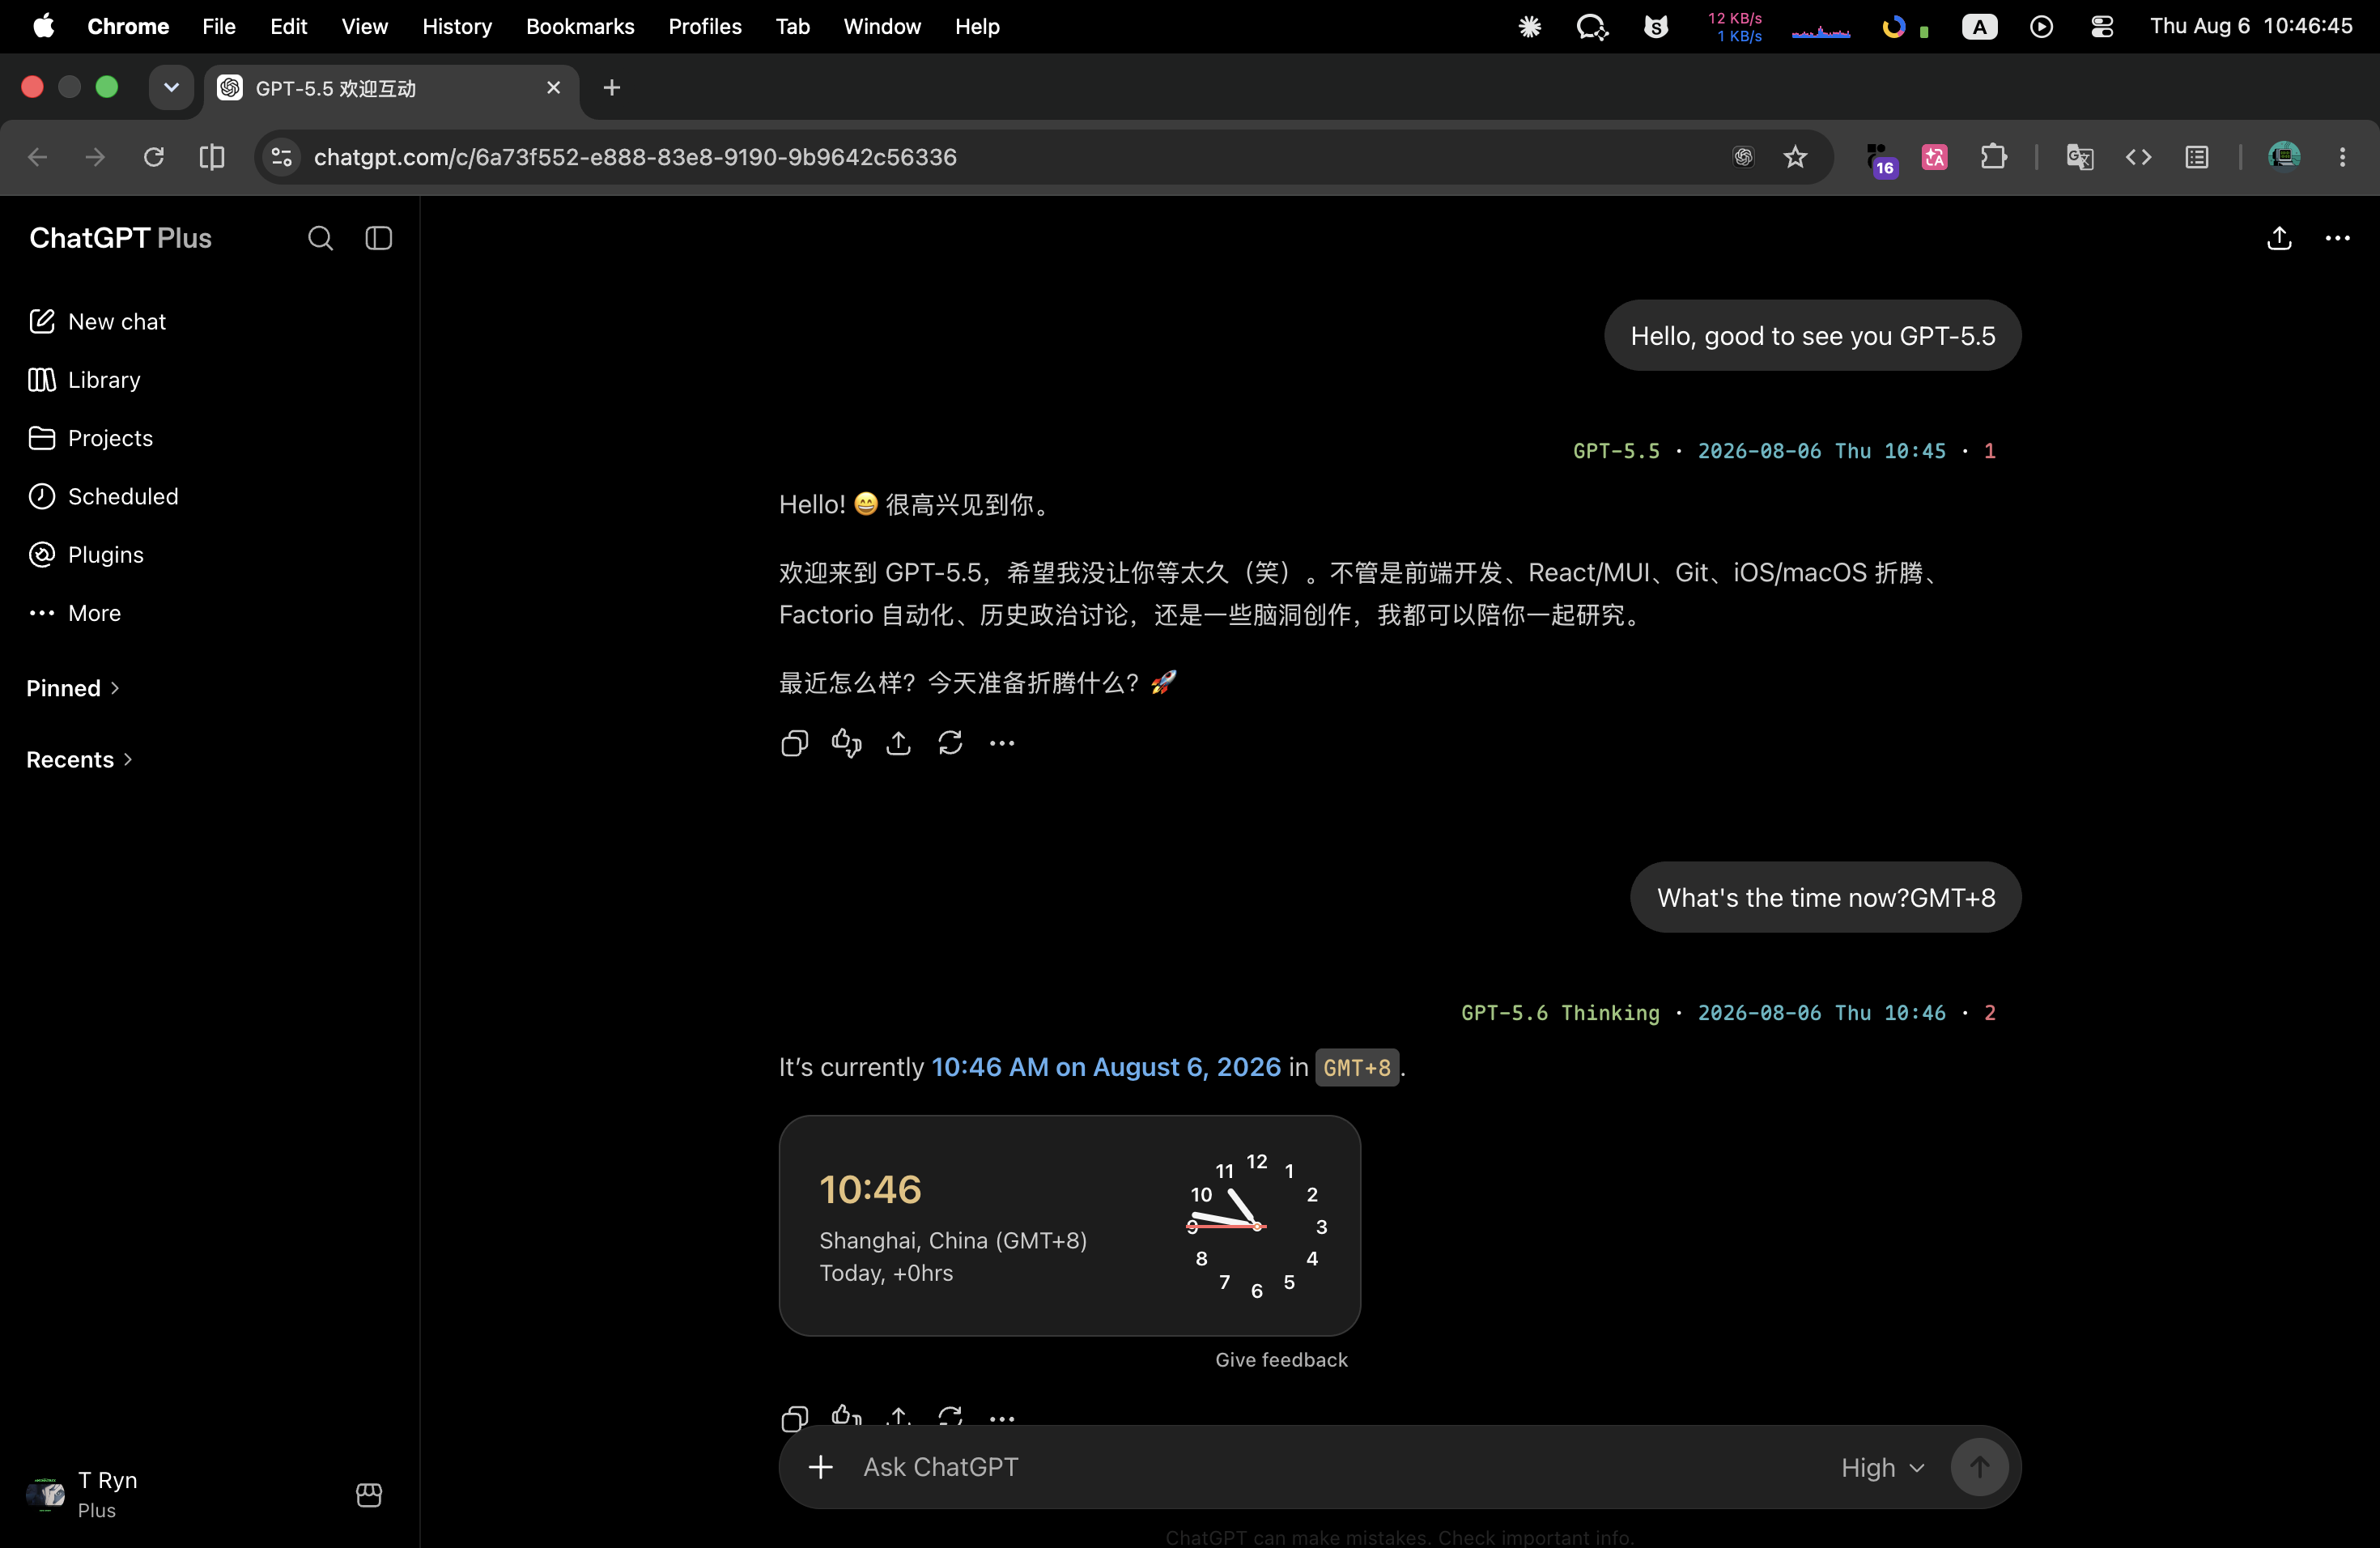 Chrome File Edit View History Bookmarks Profiles Tab Window Help
12 KB/s
1 KB/s
A
Thu Aug 6 10:46:45
GPT-5.5 欢迎互动
chatgpt.com/c/6a73f552-e888-83e8-9190-9b9642c56336
16
ChatGPT Plus
New chat
Library
Projects
Scheduled
Plugins
More
Pinned
Recents
T Ryn
Plus
Hello, good to see you GPT-5.5
GPT-5.5 · 2026-08-06 Thu 10:45 · 1
Hello! 😄 很高兴见到你。
欢迎来到 GPT-5.5，希望我没让你等太久（笑）。不管是前端开发、React/MUI、Git、iOS/macOS 折腾、
Factorio 自动化、历史政治讨论，还是一些脑洞创作，我都可以陪你一起研究。
最近怎么样？今天准备折腾什么？🚀
What's the time now?GMT+8
GPT-5.6 Thinking · 2026-08-06 Thu 10:46 · 2
It’s currently 10:46 AM on August 6, 2026 in GMT+8.
10:46
Shanghai, China (GMT+8)
Today, +0hrs
12
11 1
10 2
9 3
8 4
7 5
6
Give feedback
Ask ChatGPT
High
ChatGPT can make mistakes. Check important info.